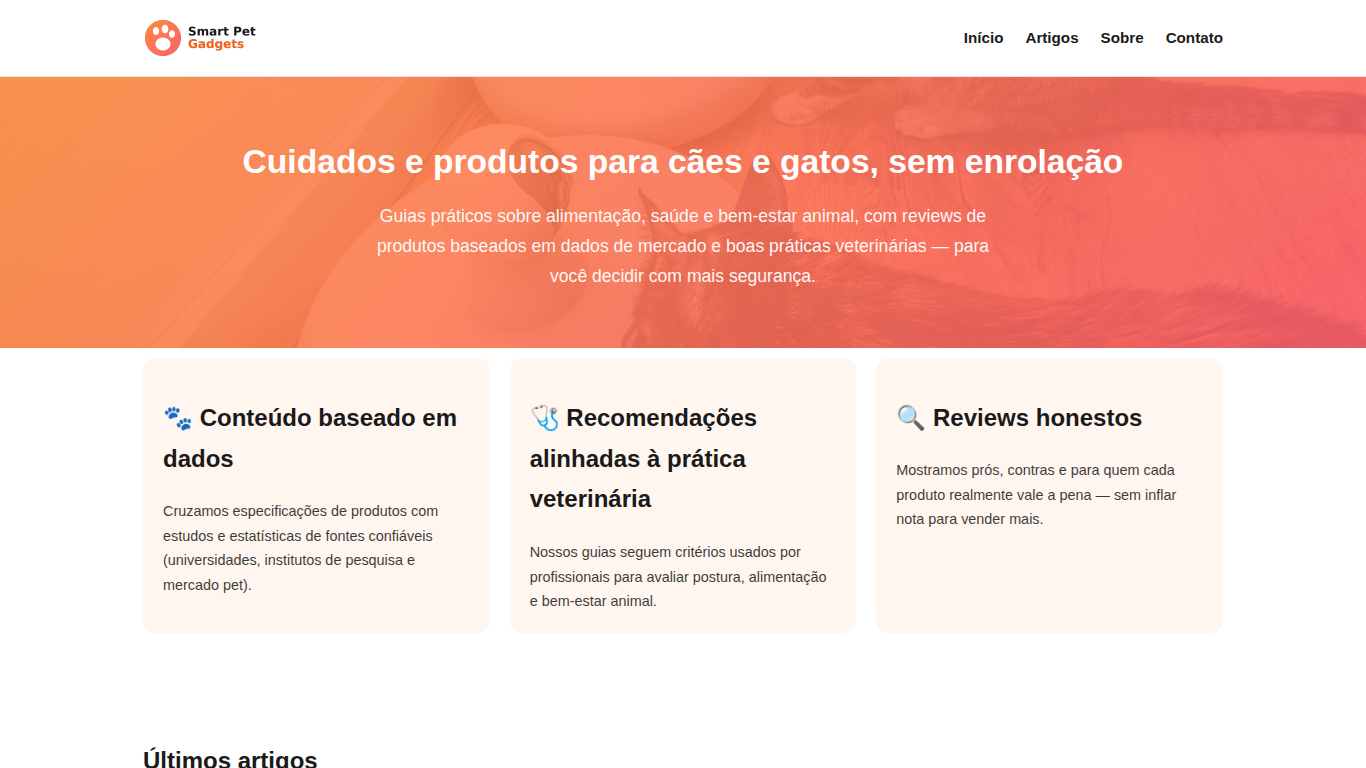 Smart Pet
Gadgets
Início Artigos Sobre Contato
Cuidados e produtos para cães e gatos, sem enrolação
Guias práticos sobre alimentação, saúde e bem-estar animal, com reviews de
produtos baseados em dados de mercado e boas práticas veterinárias — para
você decidir com mais segurança.
🐾 Conteúdo baseado em
dados
Cruzamos especificações de produtos com
estudos e estatísticas de fontes confiáveis
(universidades, institutos de pesquisa e
mercado pet).
🩺 Recomendações
alinhadas à prática
veterinária
Nossos guias seguem critérios usados por
profissionais para avaliar postura, alimentação
e bem-estar animal.
🔍 Reviews honestos
Mostramos prós, contras e para quem cada
produto realmente vale a pena — sem inflar
nota para vender mais.
Últimos artigos